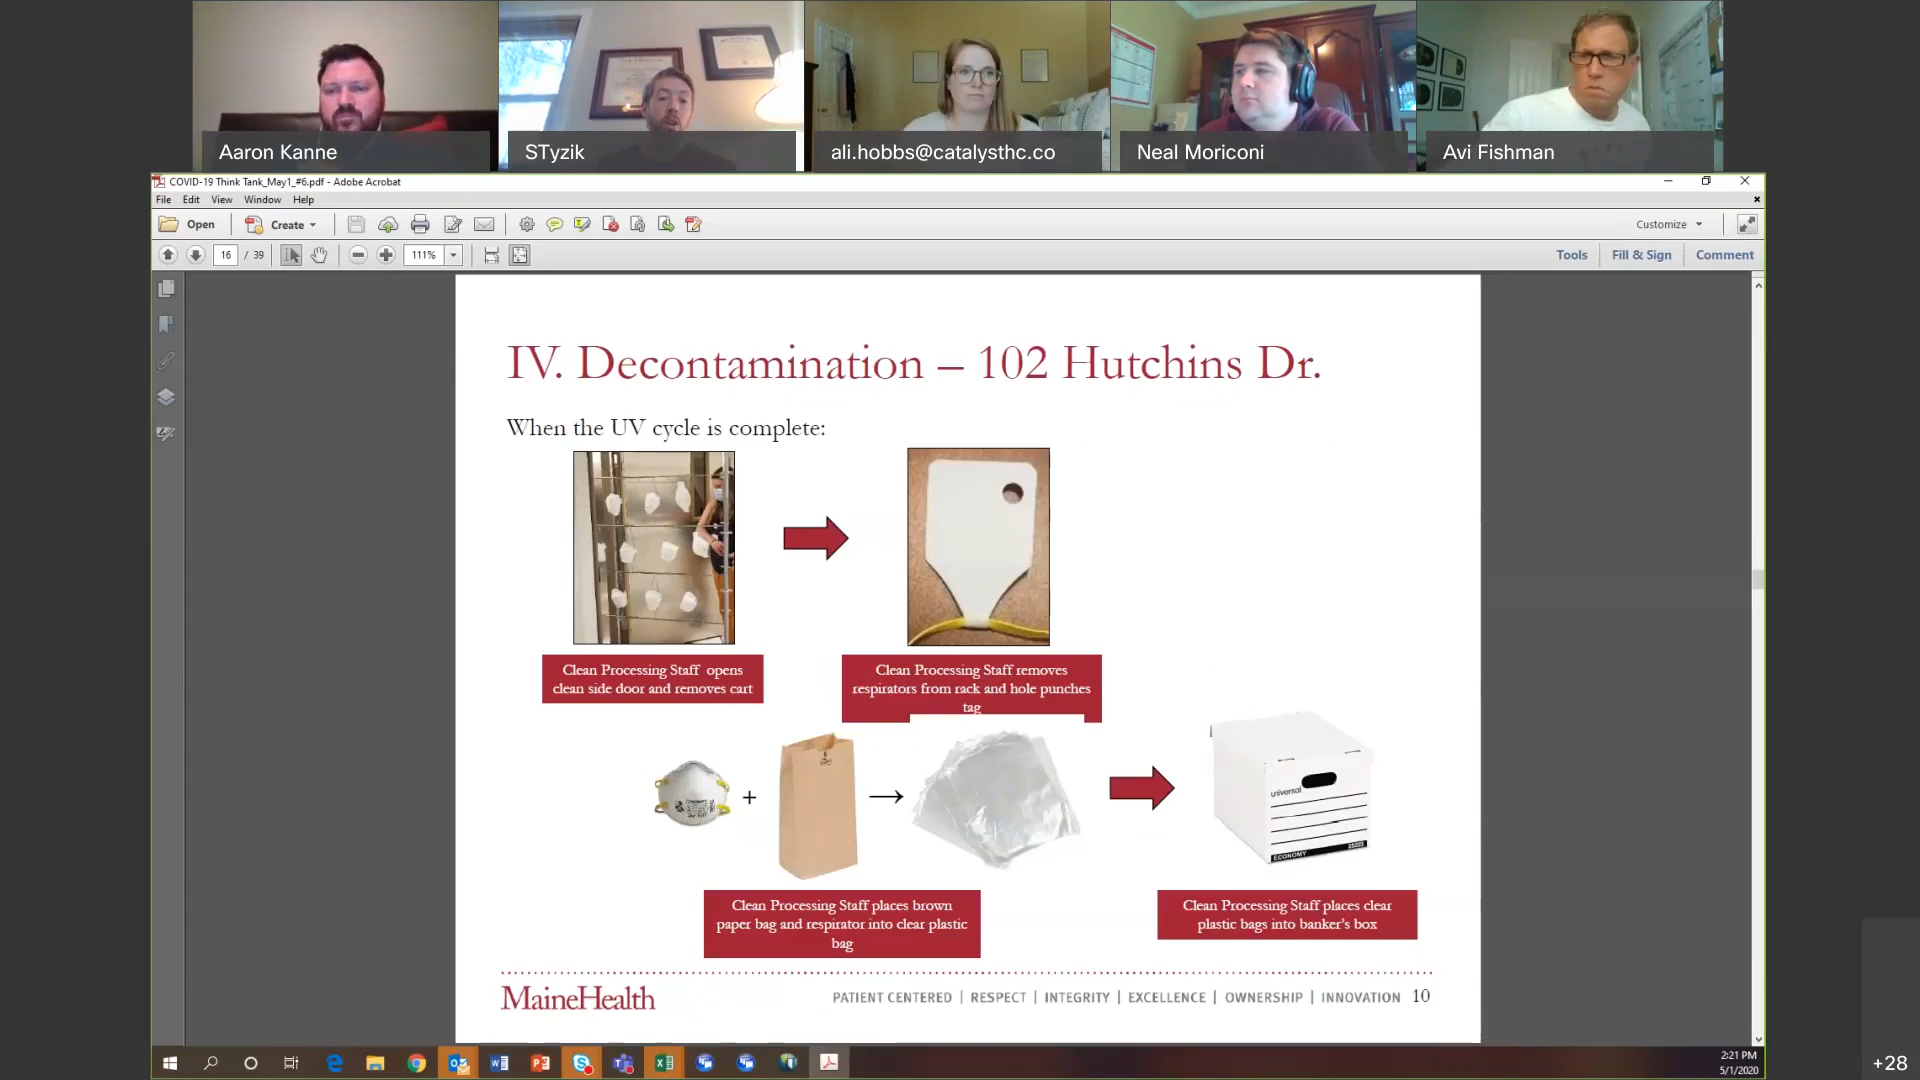 Aaron Kanne
STyzik
ali.hobbs@catalysthc.co
Neal Moriconi
Avi Fishman
COVID-19 Think Tank_May1_#6.pdf - Adobe Acrobat
File Edit View Window Help
Open Create Customize
16 / 39 111% Tools Fill & Sign Comment
IV. Decontamination – 102 Hutchins Dr.
When the UV cycle is complete:
Clean Processing Staff opens
clean side door and removes cart
Clean Processing Staff removes
respirators from rack and hole punches
tag
+
universal
ECONOMY
Clean Processing Staff places brown
paper bag and respirator into clear plastic
bag
Clean Processing Staff places clear
plastic bags into banker's box
MaineHealth
PATIENT CENTERED | RESPECT | INTEGRITY | EXCELLENCE | OWNERSHIP | INNOVATION 10
2:21 PM
5/1/2020
+28